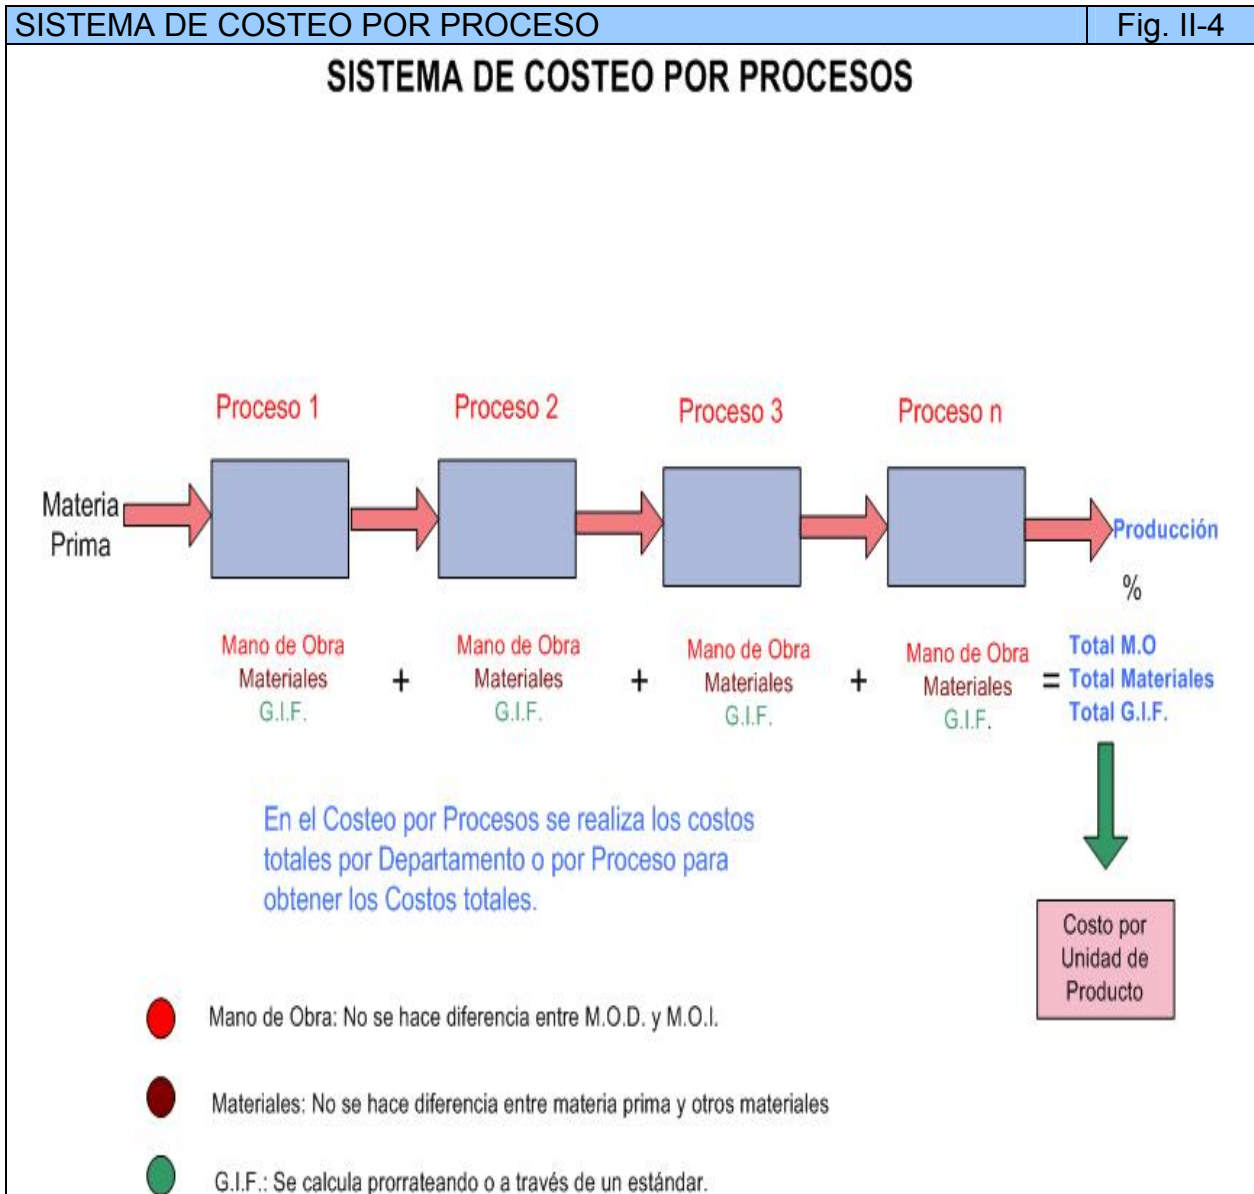 SISTEMA DE COSTEO POR PROCESO
Fig. II-4
SISTEMA DE COSTEO POR PROCESOS
Proceso 1
Proceso 2
Proceso 3
Proceso n
Materia
Prima
Producción
%
Mano de Obra
Materiales
G.I.F.
+
Mano de Obra
Materiales
G.I.F.
+
Mano de Obra
Materiales
G.I.F.
+
Mano de Obra
Materiales
G.I.F.
=
Total M.O
Total Materiales
Total G.I.F.
En el Costeo por Procesos se realiza los costos
totales por Departamento o por Proceso para
obtener los Costos totales.
Costo por
Unidad de
Producto
Mano de Obra: No se hace diferencia entre M.O.D. y M.O.I.
Materiales: No se hace diferencia entre materia prima y otros materiales
G.I.F.: Se calcula prorrateando o a través de un estándar.